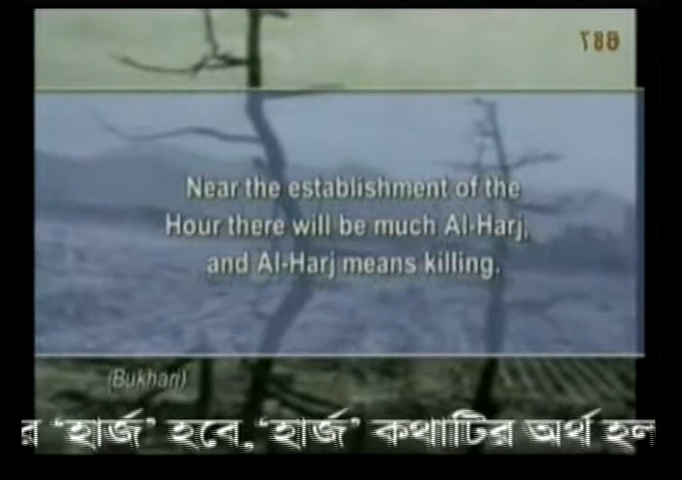 Near the establishment of the
Hour there will be much Al-Harj,
and Al-Harj means killing.
(Bukhari)
র ‘হার্জ’ হবে,‘হার্জ’ কথাটির অর্থ হল